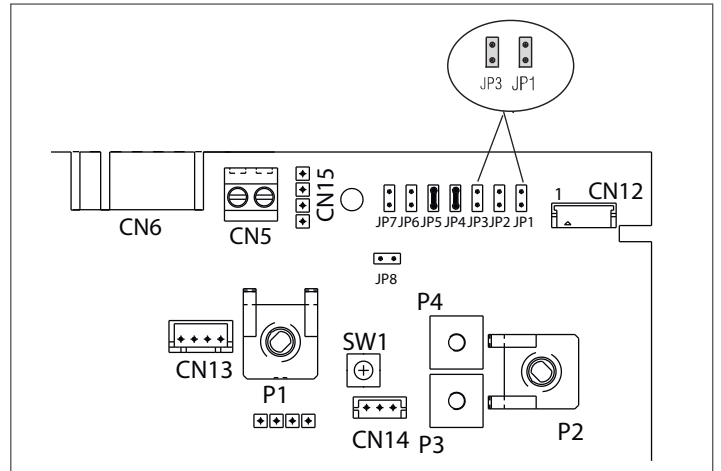 JP3 JP1
CN15
1 CN12
CN6
CN5
JP7 JP6 JP5 JP4 JP3 JP2 JP1
JP8
P4
SW1
CN13
P1
CN14
P3
P2